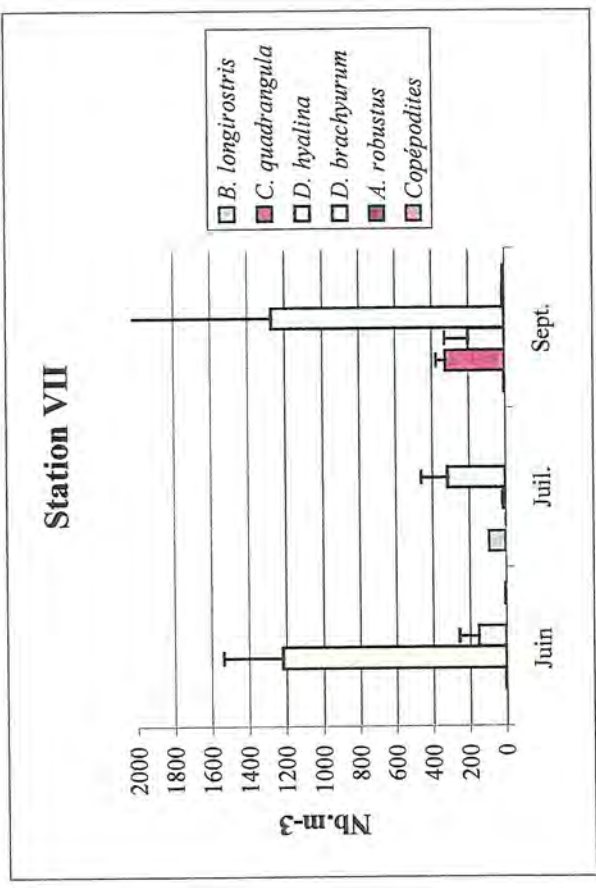 Station VII
Nb.m-3
2000
1800
1600
1400
1200
1000
800
600
400
200
0
Juin
Juil.
Sept.
B. longirostris
C. quadrangula
D. hyalina
D. brachyurum
A. robustus
Copépodites